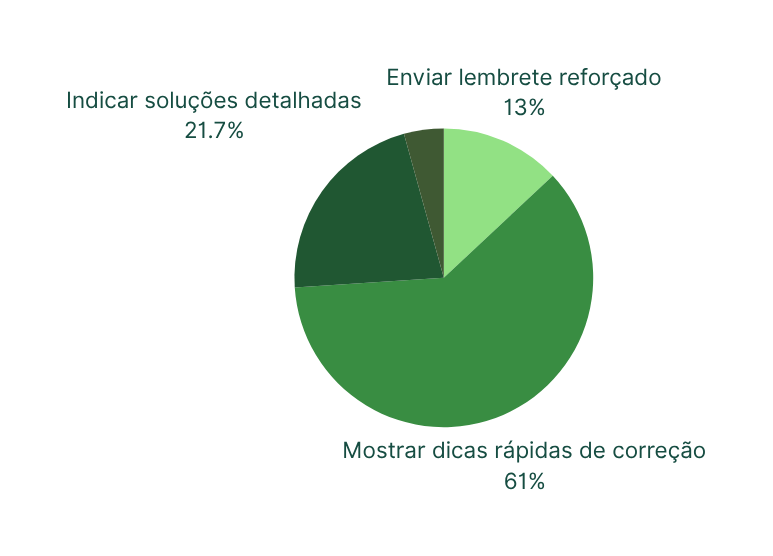 Enviar lembrete reforçado
13%
Indicar soluções detalhadas
21.7%
Mostrar dicas rápidas de correção
61%